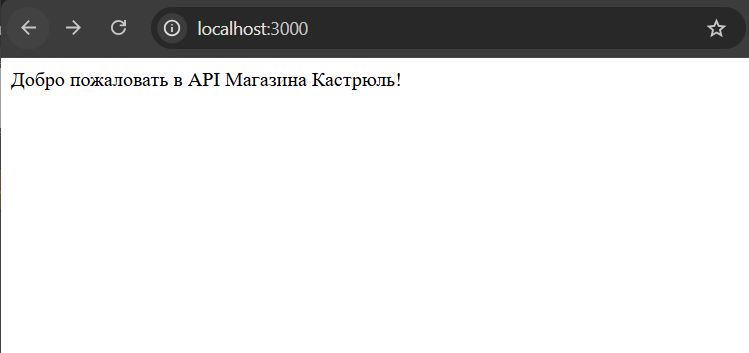 localhost:3000
Добро пожаловать в API Магазина Кастрюль!